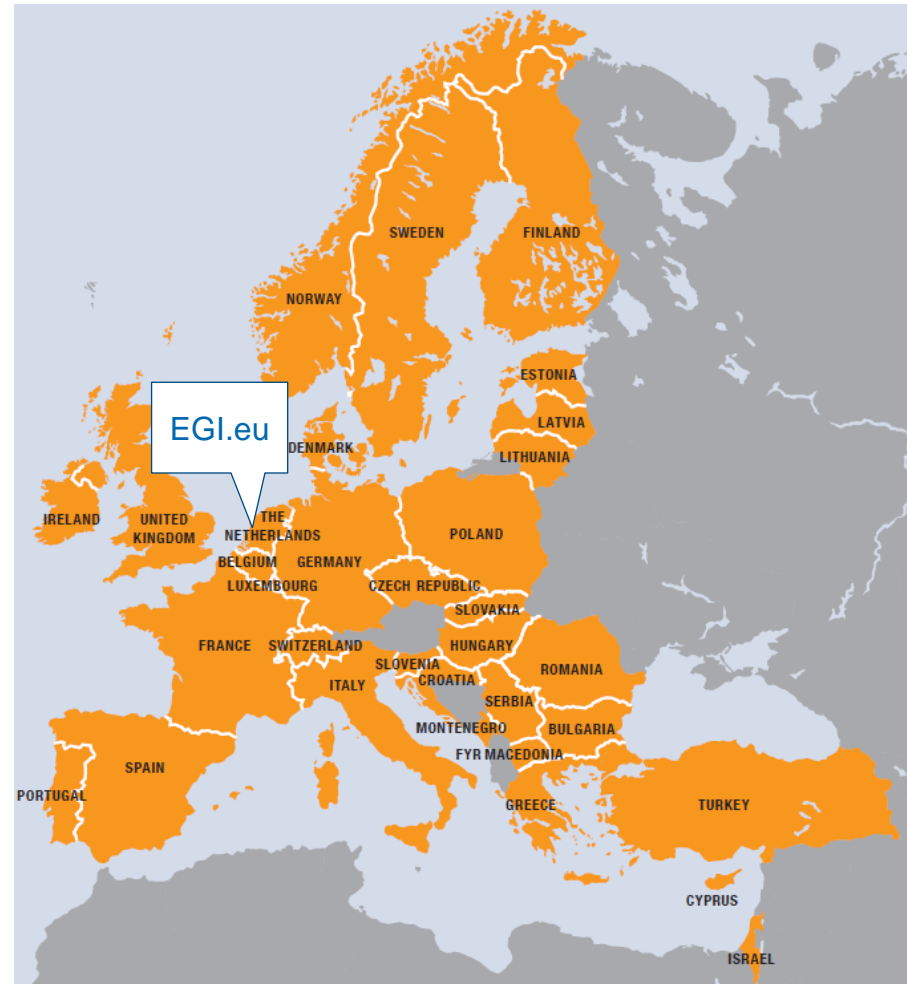 SWEDEN
FINLAND
NORWAY
ESTONIA
LATVIA
LITHUANIA
EGI.eu
DENMARK
IRELAND
UNITED
KINGDOM
THE
NETHERLANDS
POLAND
BELGIUM
GERMANY
LUXEMBOURG
CZECH REPUBLIC
SLOVAKIA
FRANCE
SWITZERLAND
HUNGARY
SLOVENIA
ROMANIA
CROATIA
ITALY
SERBIA
MONTENEGRO
BULGARIA
FYR MACEDONIA
SPAIN
PORTUGAL
GREECE
TURKEY
CYPRUS
ISRAEL